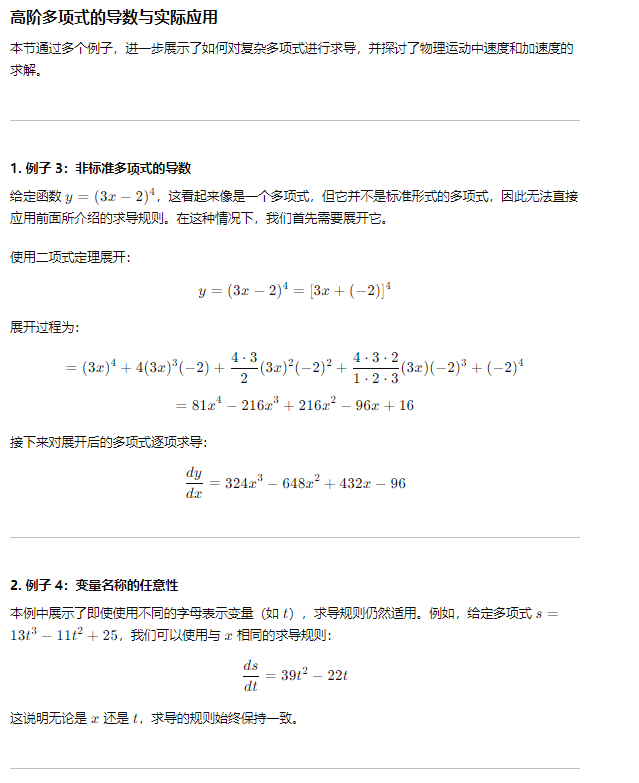 高阶多项式的导数与实际应用
本节通过多个例子，进一步展示了如何对复杂多项式进行求导，并探讨了物理运动中速度和加速度的
求解。
1. 例子 3：非标准多项式的导数
给定函数 y = (3x − 2)⁴，这看起来像是一个多项式，但它并不是标准形式的多项式，因此无法直接
应用前面所介绍的求导规则。在这种情况下，我们首先需要展开它。
使用二项式定理展开：
y = (3x − 2)⁴ = [3x + (−2)]⁴
展开过程为：
= (3x)⁴ + 4(3x)³(−2) + \frac{4 · 3}{2}(3x)²(−2)² + \frac{4 · 3 · 2}{1 · 2 · 3}(3x)(−2)³ + (−2)⁴
= 81x⁴ − 216x³ + 216x² − 96x + 16
接下来对展开后的多项式逐项求导：
\frac{dy}{dx} = 324x³ − 648x² + 432x − 96
2. 例子 4：变量名称的任意性
本例中展示了即使使用不同的字母表示变量（如 t），求导规则仍然适用。例如，给定多项式 s =
13t³ − 11t² + 25，我们可以使用与 x 相同的求导规则：
\frac{ds}{dt} = 39t² − 22t
这说明无论是 x 还是 t，求导的规则始终保持一致。